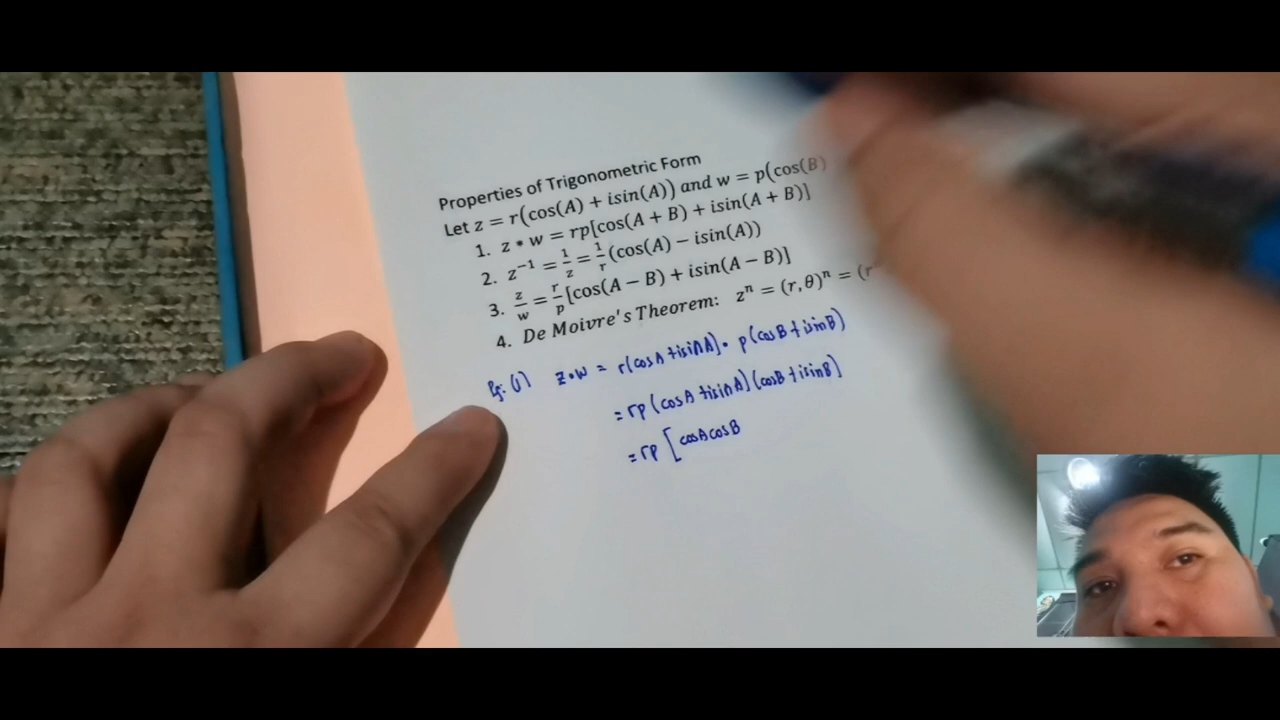 Properties of Trigonometric Form
Let z = r(cos(A) + isin(A)) and w = p(cos(B)
1. z • w = rp[cos(A + B) + isin(A + B)]
2. z⁻¹ = 1/z = 1/r (cos(A) − isin(A))
3. z/w = r/p [cos(A − B) + isin(A − B)]
4. De Moivre's Theorem: zⁿ = (r, θ)ⁿ = (r
(1) z•w = r(cosA + isinA) • p(cosB + isinB)
= rp (cosA + isinA)(cosB + isinB)
= rp [cosAcosB